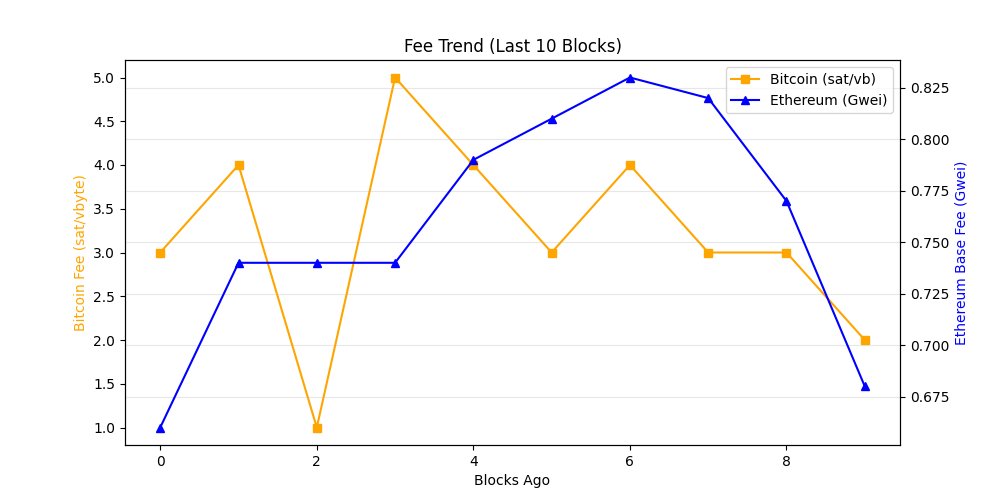 Fee Trend (Last 10 Blocks)
Bitcoin (sat/vb)
Ethereum (Gwei)
Bitcoin Fee (sat/vbyte)
5.0
4.5
4.0
3.5
3.0
2.5
2.0
1.5
1.0
0.825
0.800
0.775
0.750
0.725
0.700
0.675
Ethereum Base Fee (Gwei)
0 2 4 6 8
Blocks Ago